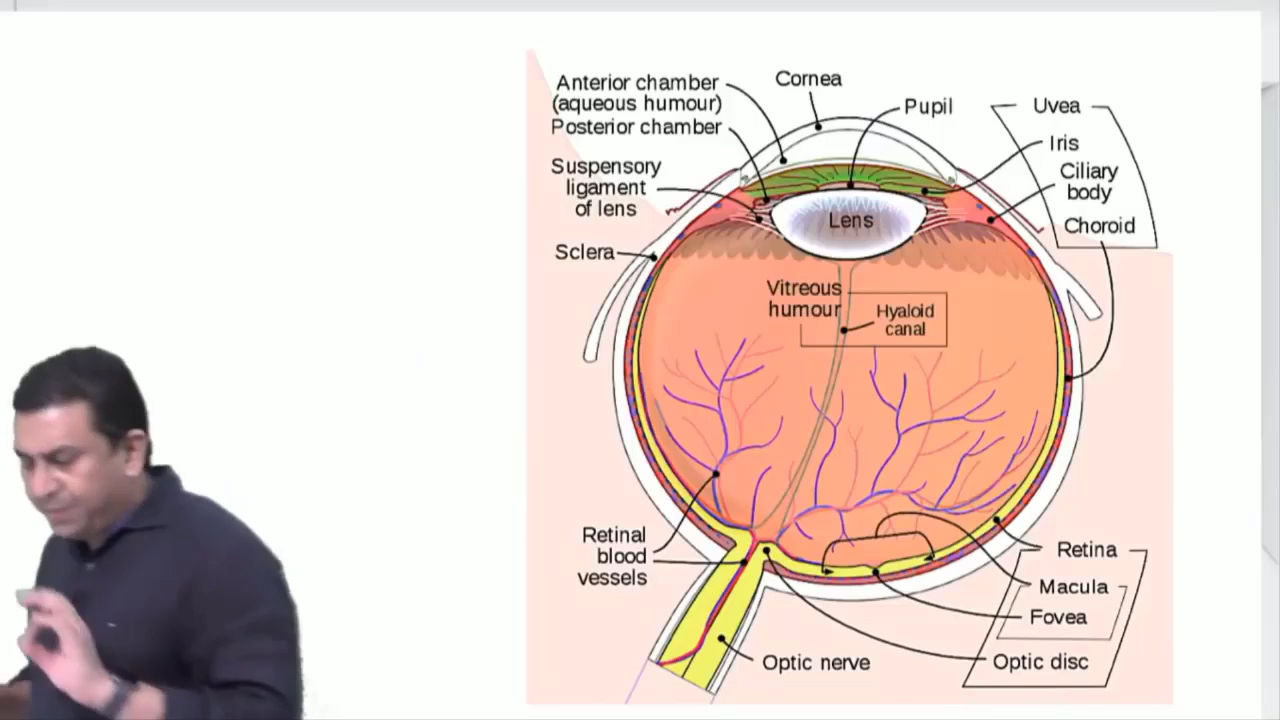 Anterior chamber
(aqueous humour)
Posterior chamber
Suspensory
ligament
of lens
Sclera
Cornea
Pupil
Uvea
Iris
Ciliary
body
Choroid
Lens
Vitreous
humour
Hyaloid
canal
Retinal
blood
vessels
Optic nerve
Retina
Macula
Fovea
Optic disc